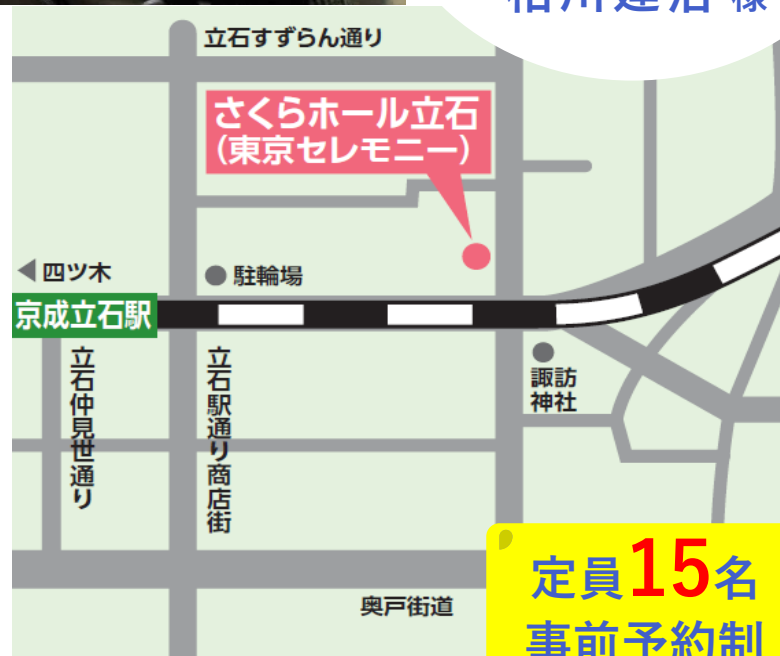 様
立石すずらん通り
さくらホール立石
(東京セレモニー)
四ツ木
駐輪場
京成立石駅
立石仲見世通り
立石駅通り商店街
諏訪
神社
奥戸街道
定員15名
事前予約制